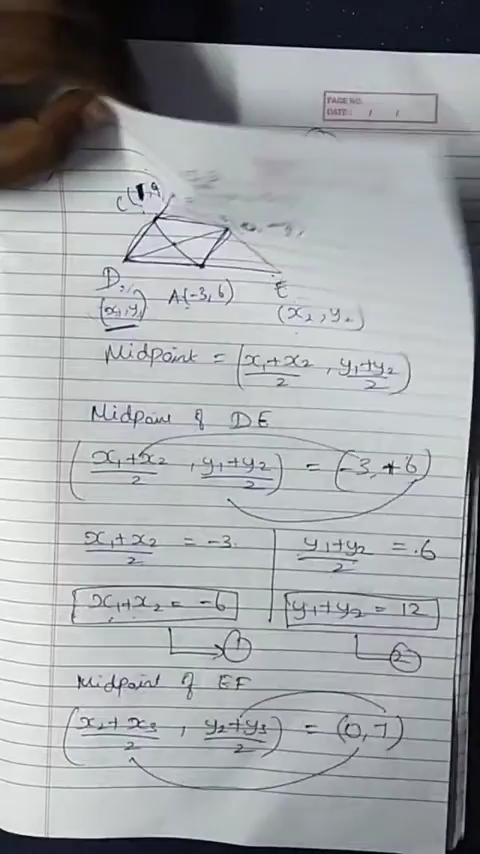 PAGE NO.
DATE: / /
D
A(-3, 6)
E
(x₁, y₁)
(x₂, y₂)
Midpoint = (x₁+x₂/2 , y₁+y₂/2)
Midpoint of DE
(x₁+x₂/2 , y₁+y₂/2) = (-3, +6)
x₁+x₂/2 = -3 y₁+y₂/2 = 6
x₁+x₂ = -6 y₁+y₂ = 12
1 2
Midpoint of EF
(x₂+x₃/2 , y₂+y₃/2) = (0, 7)